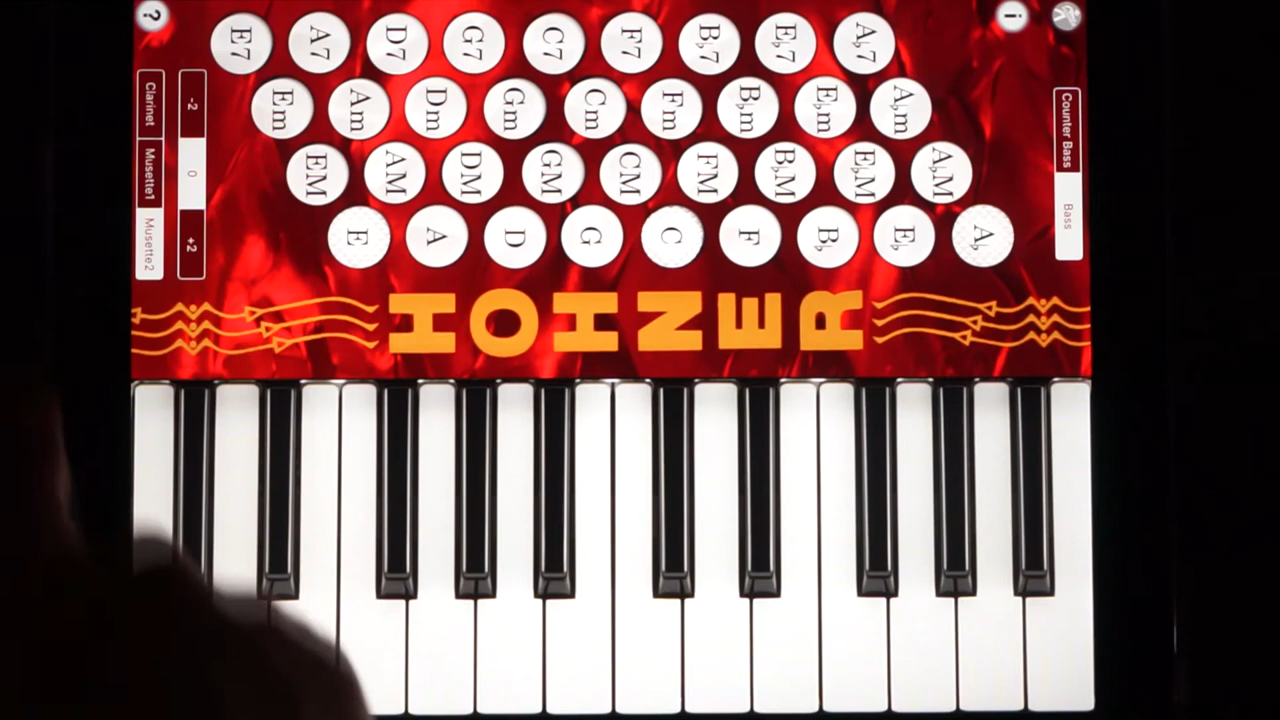 ?
i
E7 A7 D7 G7 C7 F7 B♭7 E♭7 A♭7
Em Am Dm Gm Cm Fm B♭m E♭m A♭m
EM AM DM GM CM FM B♭M E♭M A♭M
E A D G C F B♭ E♭ A♭
-2 0 +2
Clarinet Musette1 Musette2
Counter Bass Bass
HOHNER